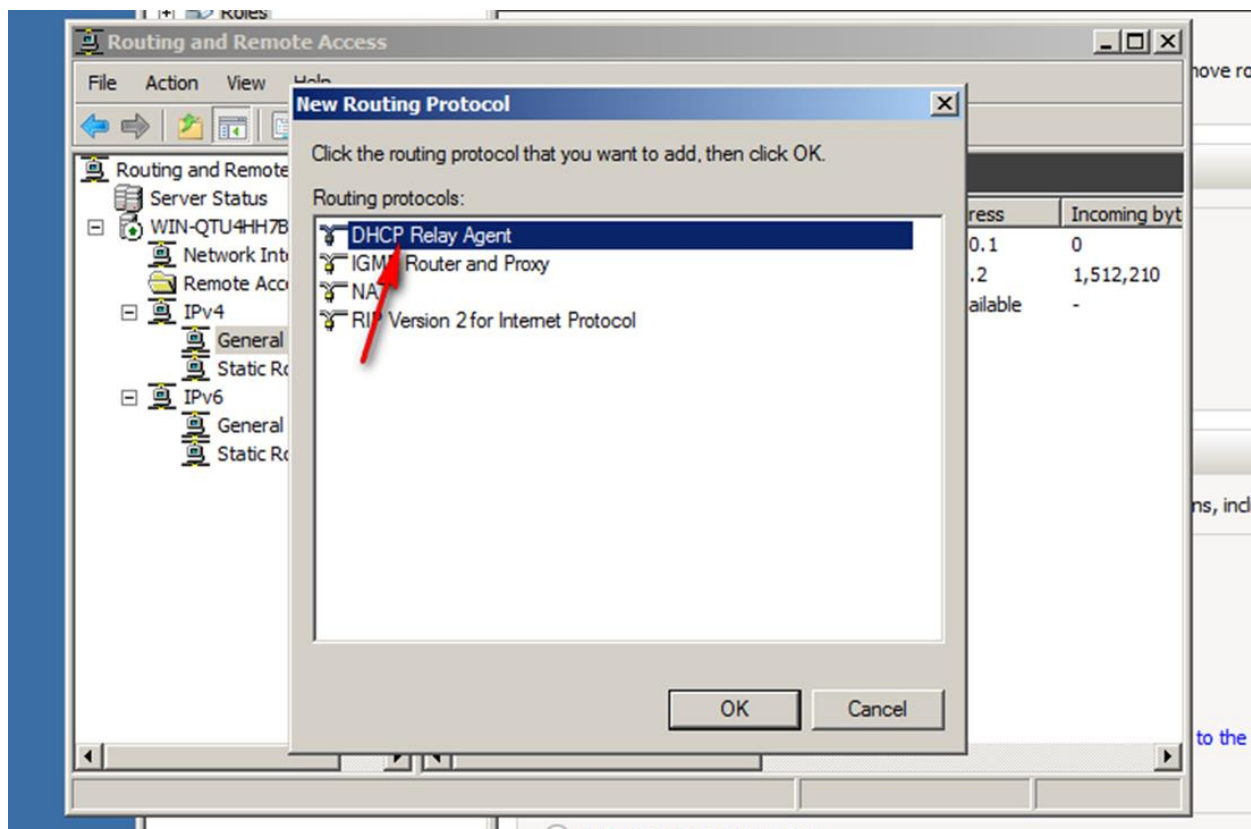 Roles
Routing and Remote Access
File Action View Help
nove ro
New Routing Protocol
Click the routing protocol that you want to add, then click OK.
Routing protocols:
DHCP Relay Agent
IGMP Router and Proxy
NAT
RIP Version 2 for Internet Protocol
OK Cancel
Routing and Remote
Server Status
WIN-QTU4HH7B
Network Int
Remote Acc
IPv4
General
Static Ro
IPv6
General
Static Ro
ress Incoming byt
0.1 0
.2 1,512,210
ailable -
ns, incl
to the